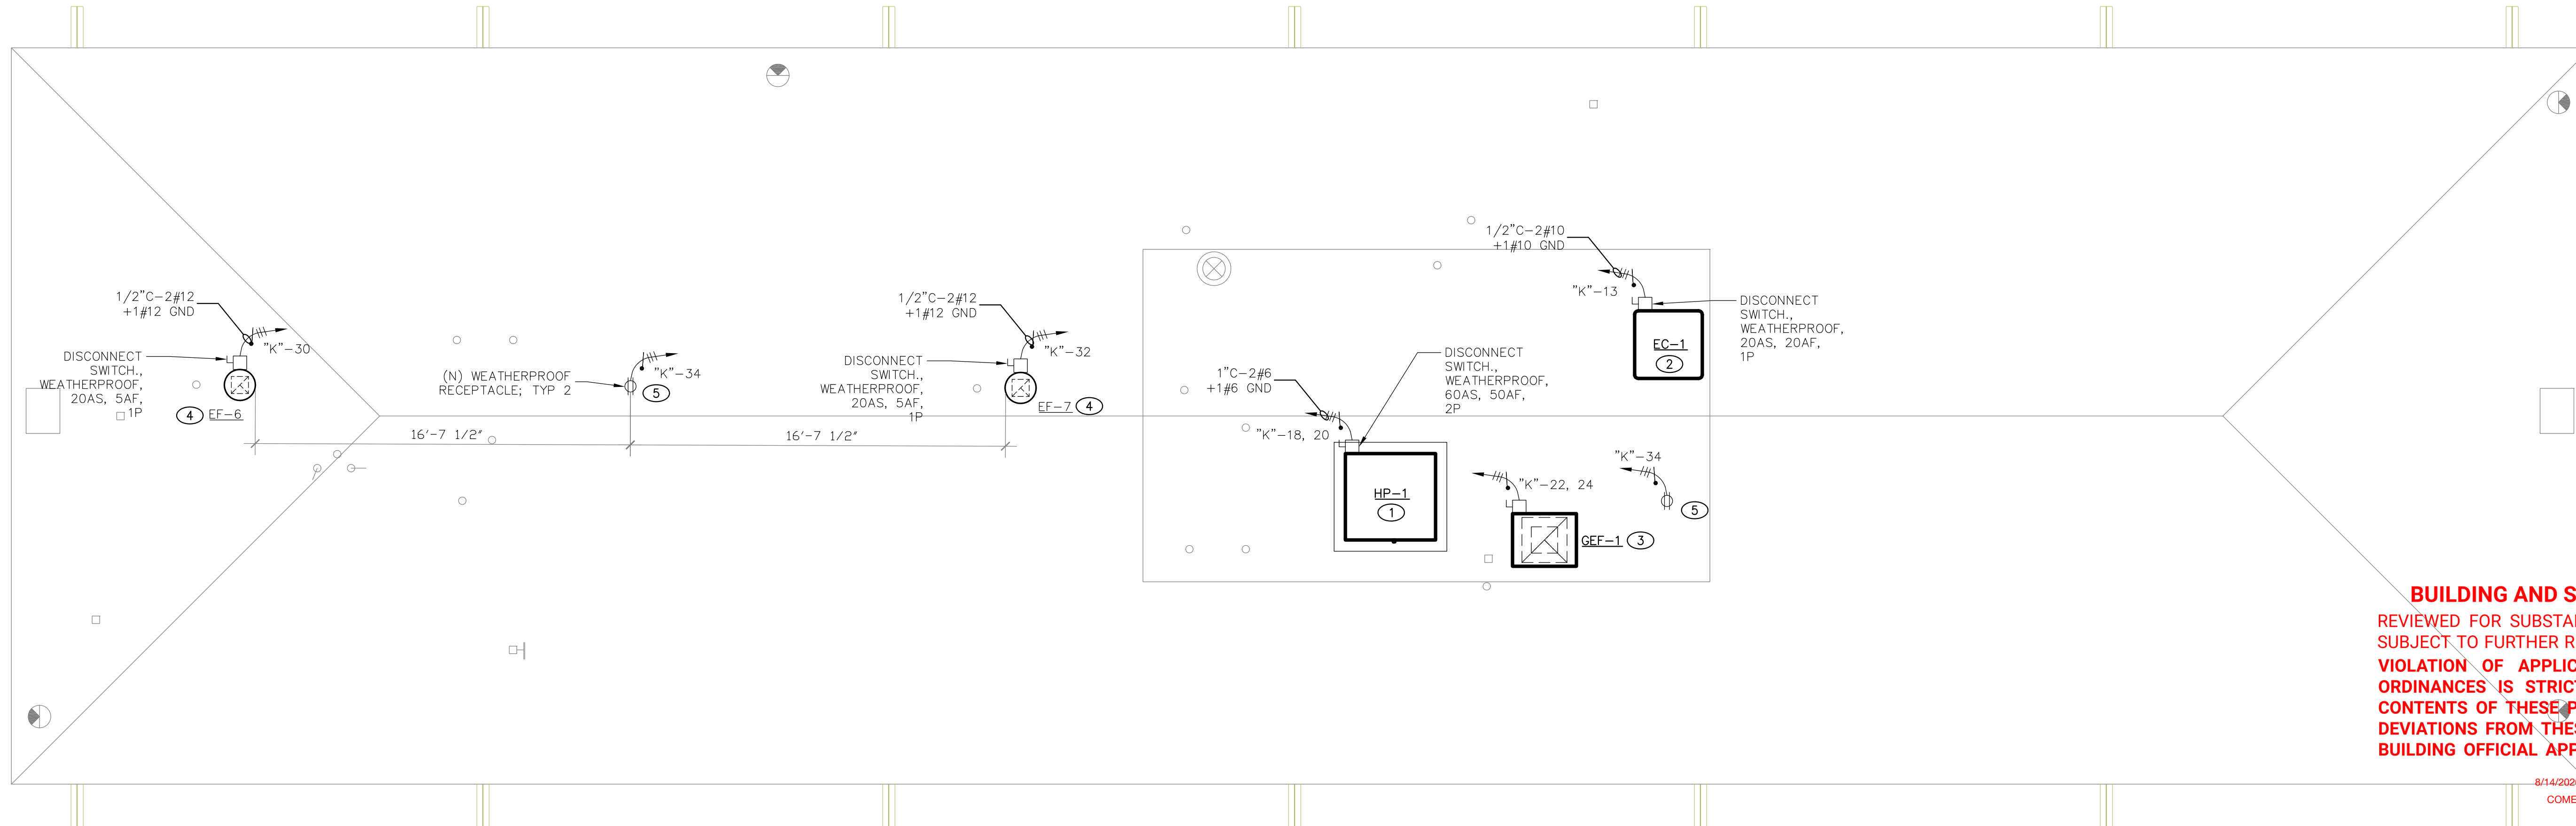 1/2"C-2#12
+1#12 GND
"K"-30
DISCONNECT
SWITCH.,
WEATHERPROOF,
20AS, 5AF,
1P
4 EF-6
(N) WEATHERPROOF
RECEPTACLE; TYP 2
"K"-34
5
16'-7 1/2"
16'-7 1/2"
1/2"C-2#12
+1#12 GND
"K"-32
DISCONNECT
SWITCH.,
WEATHERPROOF,
20AS, 5AF,
1P
EF-7 4
1/2"C-2#10
+1#10 GND
"K"-13
DISCONNECT
SWITCH.,
WEATHERPROOF,
20AS, 20AF,
1P
EC-1
2
1"C-2#6
+1#6 GND
"K"-18, 20
DISCONNECT
SWITCH.,
WEATHERPROOF,
60AS, 50AF,
2P
HP-1
1
"K"-22, 24
GEF-1 3
"K"-34
5
BUILDING AND S
REVIEWED FOR SUBSTA
SUBJECT TO FURTHER R
VIOLATION OF APPLIC
ORDINANCES IS STRICT
CONTENTS OF THESE P
DEVIATIONS FROM THES
BUILDING OFFICIAL APP
8/14/202
COME